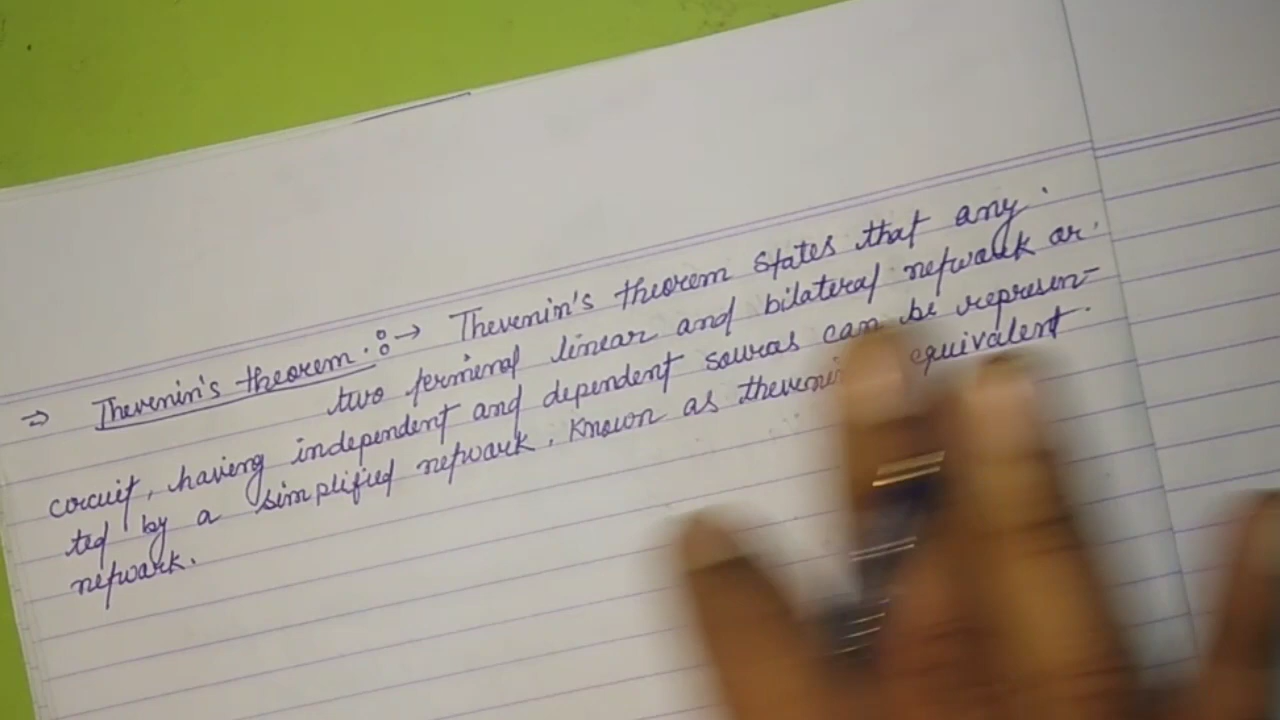 ⇒ Thevenin's theorem :→ Thevenin's theorem states that any
two terminal linear and bilateral network or
circuit, having independent and dependent sources can be represen-
ted by a simplified network. Known as equivalent
network.